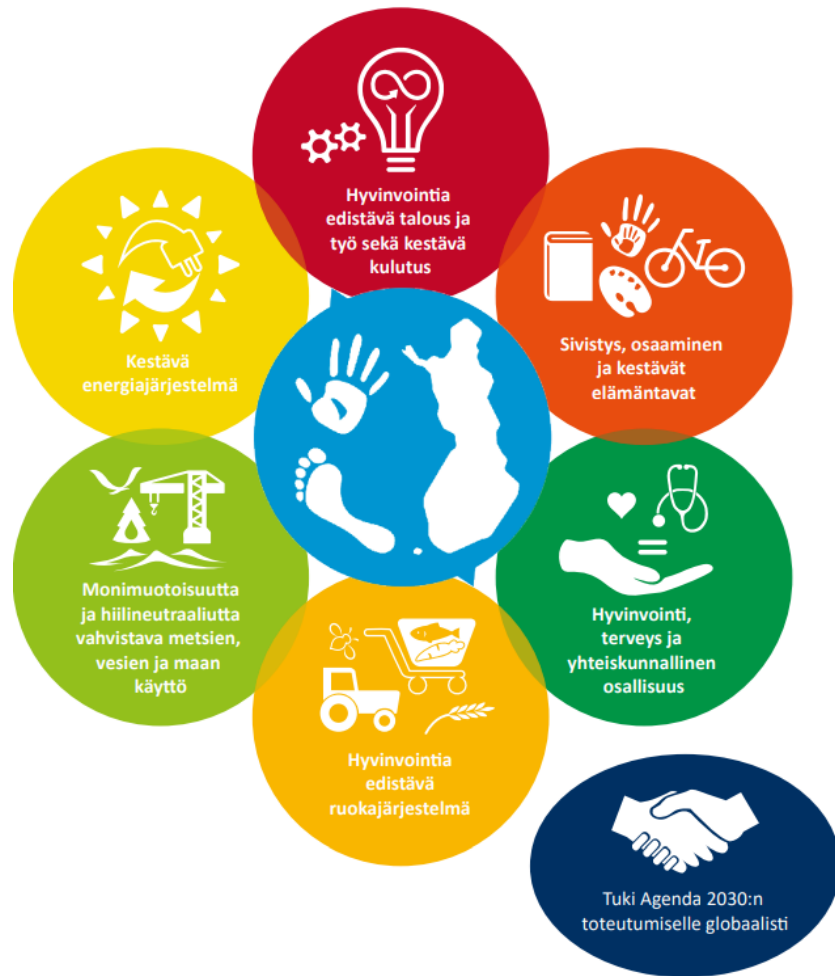 Hyvinvointia
edistävä talous ja
työ sekä kestävä
kulutus
Sivistys, osaaminen
ja kestävät
elämäntavat
Hyvinvointi,
terveys ja
yhteiskunnallinen
osallisuus
Hyvinvointia
edistävä
ruokajärjestelmä
Monimuotoisuutta
ja hiilineutraaliutta
vahvistava metsien,
vesien ja maan
käyttö
Kestävä
energiajärjestelmä
Tuki Agenda 2030:n
toteutumiselle globaalisti